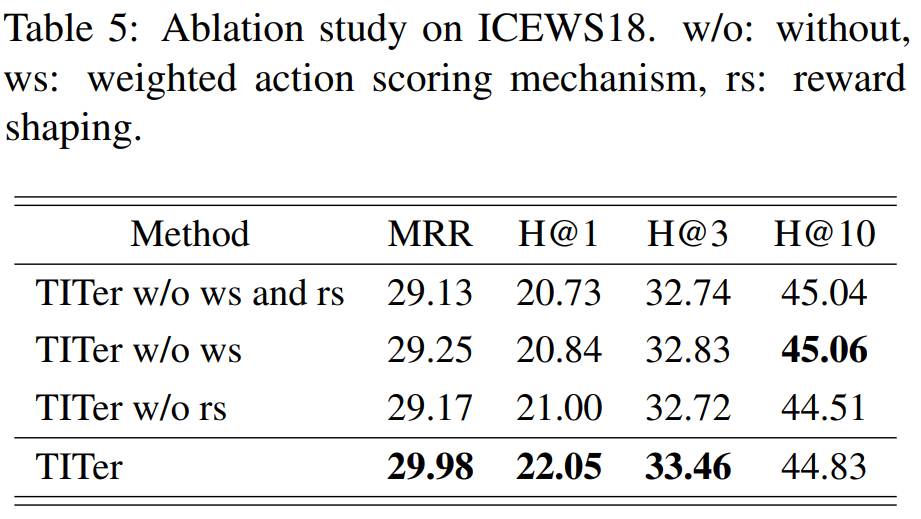 Table 5: Ablation study on ICEWS18. w/o: without,
ws: weighted action scoring mechanism, rs: reward
shaping.
Method MRR H@1 H@3 H@10
TITer w/o ws and rs 29.13 20.73 32.74 45.04
TITer w/o ws 29.25 20.84 32.83 45.06
TITer w/o rs 29.17 21.00 32.72 44.51
TITer 29.98 22.05 33.46 44.83